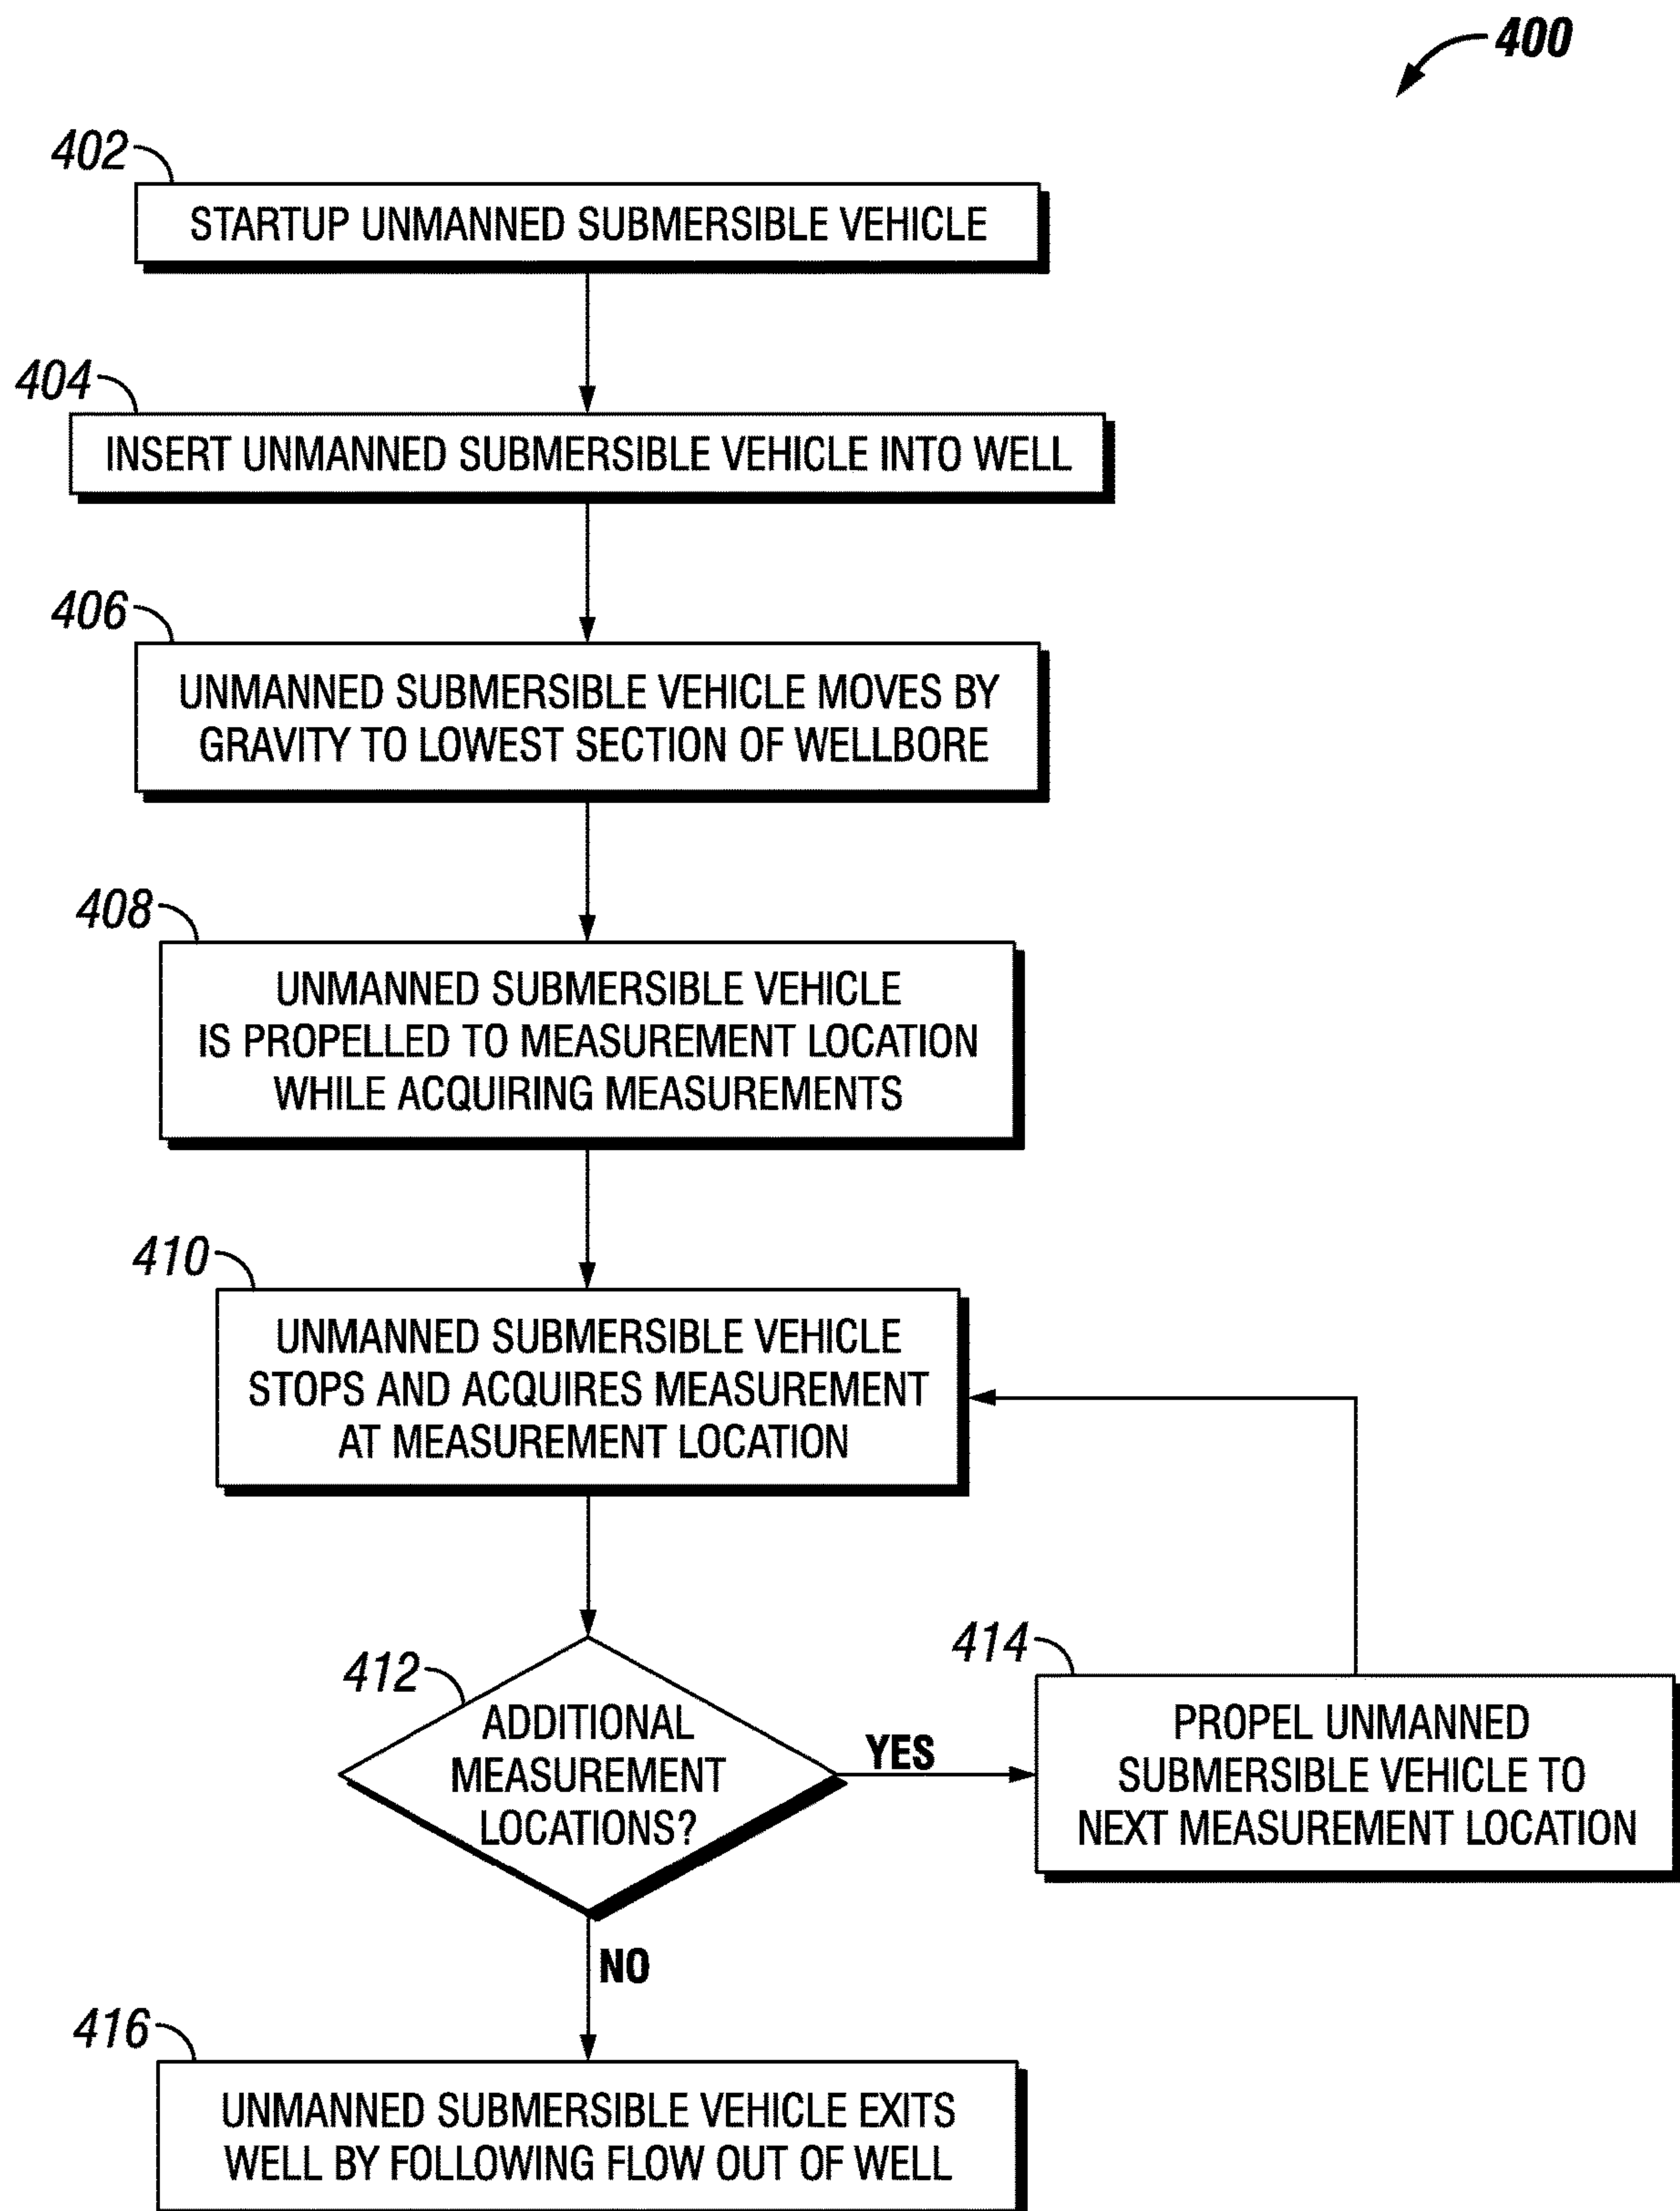 400
402
STARTUP UNMANNED SUBMERSIBLE VEHICLE
404
INSERT UNMANNED SUBMERSIBLE VEHICLE INTO WELL
406
UNMANNED SUBMERSIBLE VEHICLE MOVES BY
GRAVITY TO LOWEST SECTION OF WELLBORE
408
UNMANNED SUBMERSIBLE VEHICLE
IS PROPELLED TO MEASUREMENT LOCATION
WHILE ACQUIRING MEASUREMENTS
410
UNMANNED SUBMERSIBLE VEHICLE
STOPS AND ACQUIRES MEASUREMENT
AT MEASUREMENT LOCATION
412
ADDITIONAL
MEASUREMENT
LOCATIONS?
YES
414
PROPEL UNMANNED
SUBMERSIBLE VEHICLE TO
NEXT MEASUREMENT LOCATION
NO
416
UNMANNED SUBMERSIBLE VEHICLE EXITS
WELL BY FOLLOWING FLOW OUT OF WELL